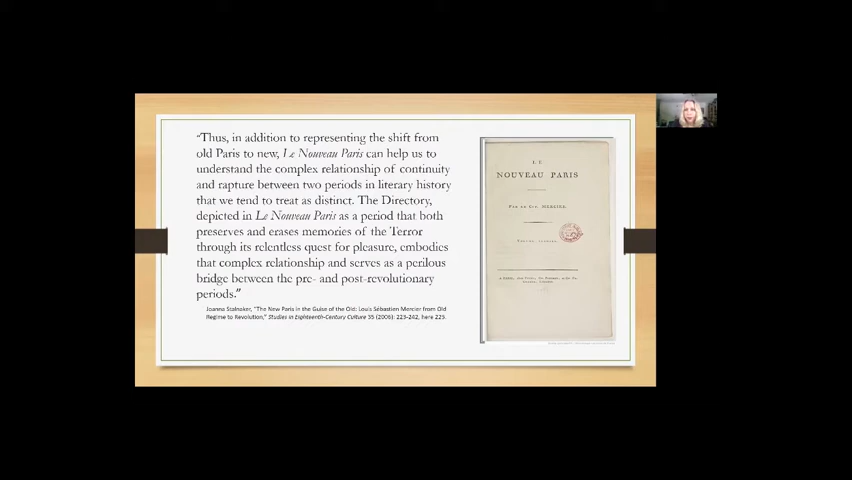 “Thus, in addition to representing the shift from
old Paris to new, Le Nouveau Paris can help us to
understand the complex relationship of continuity
and rapture between two periods in literary history
that we tend to treat as distinct. The Directory,
depicted in Le Nouveau Paris as a period that both
preserves and erases memories of the Terror
through its relentless quest for pleasure, embodies
that complex relationship and serves as a perilous
bridge between the pre- and post-revolutionary
periods.”
Joanna Stalnaker, "The New Paris in the Guise of the Old: Louis Sébastien Mercier from Old
Regime to Revolution," Studies in Eighteenth-Century Culture 35 (2006): 223-242, here 223.
LE
NOUVEAU PARIS
MERCIER.